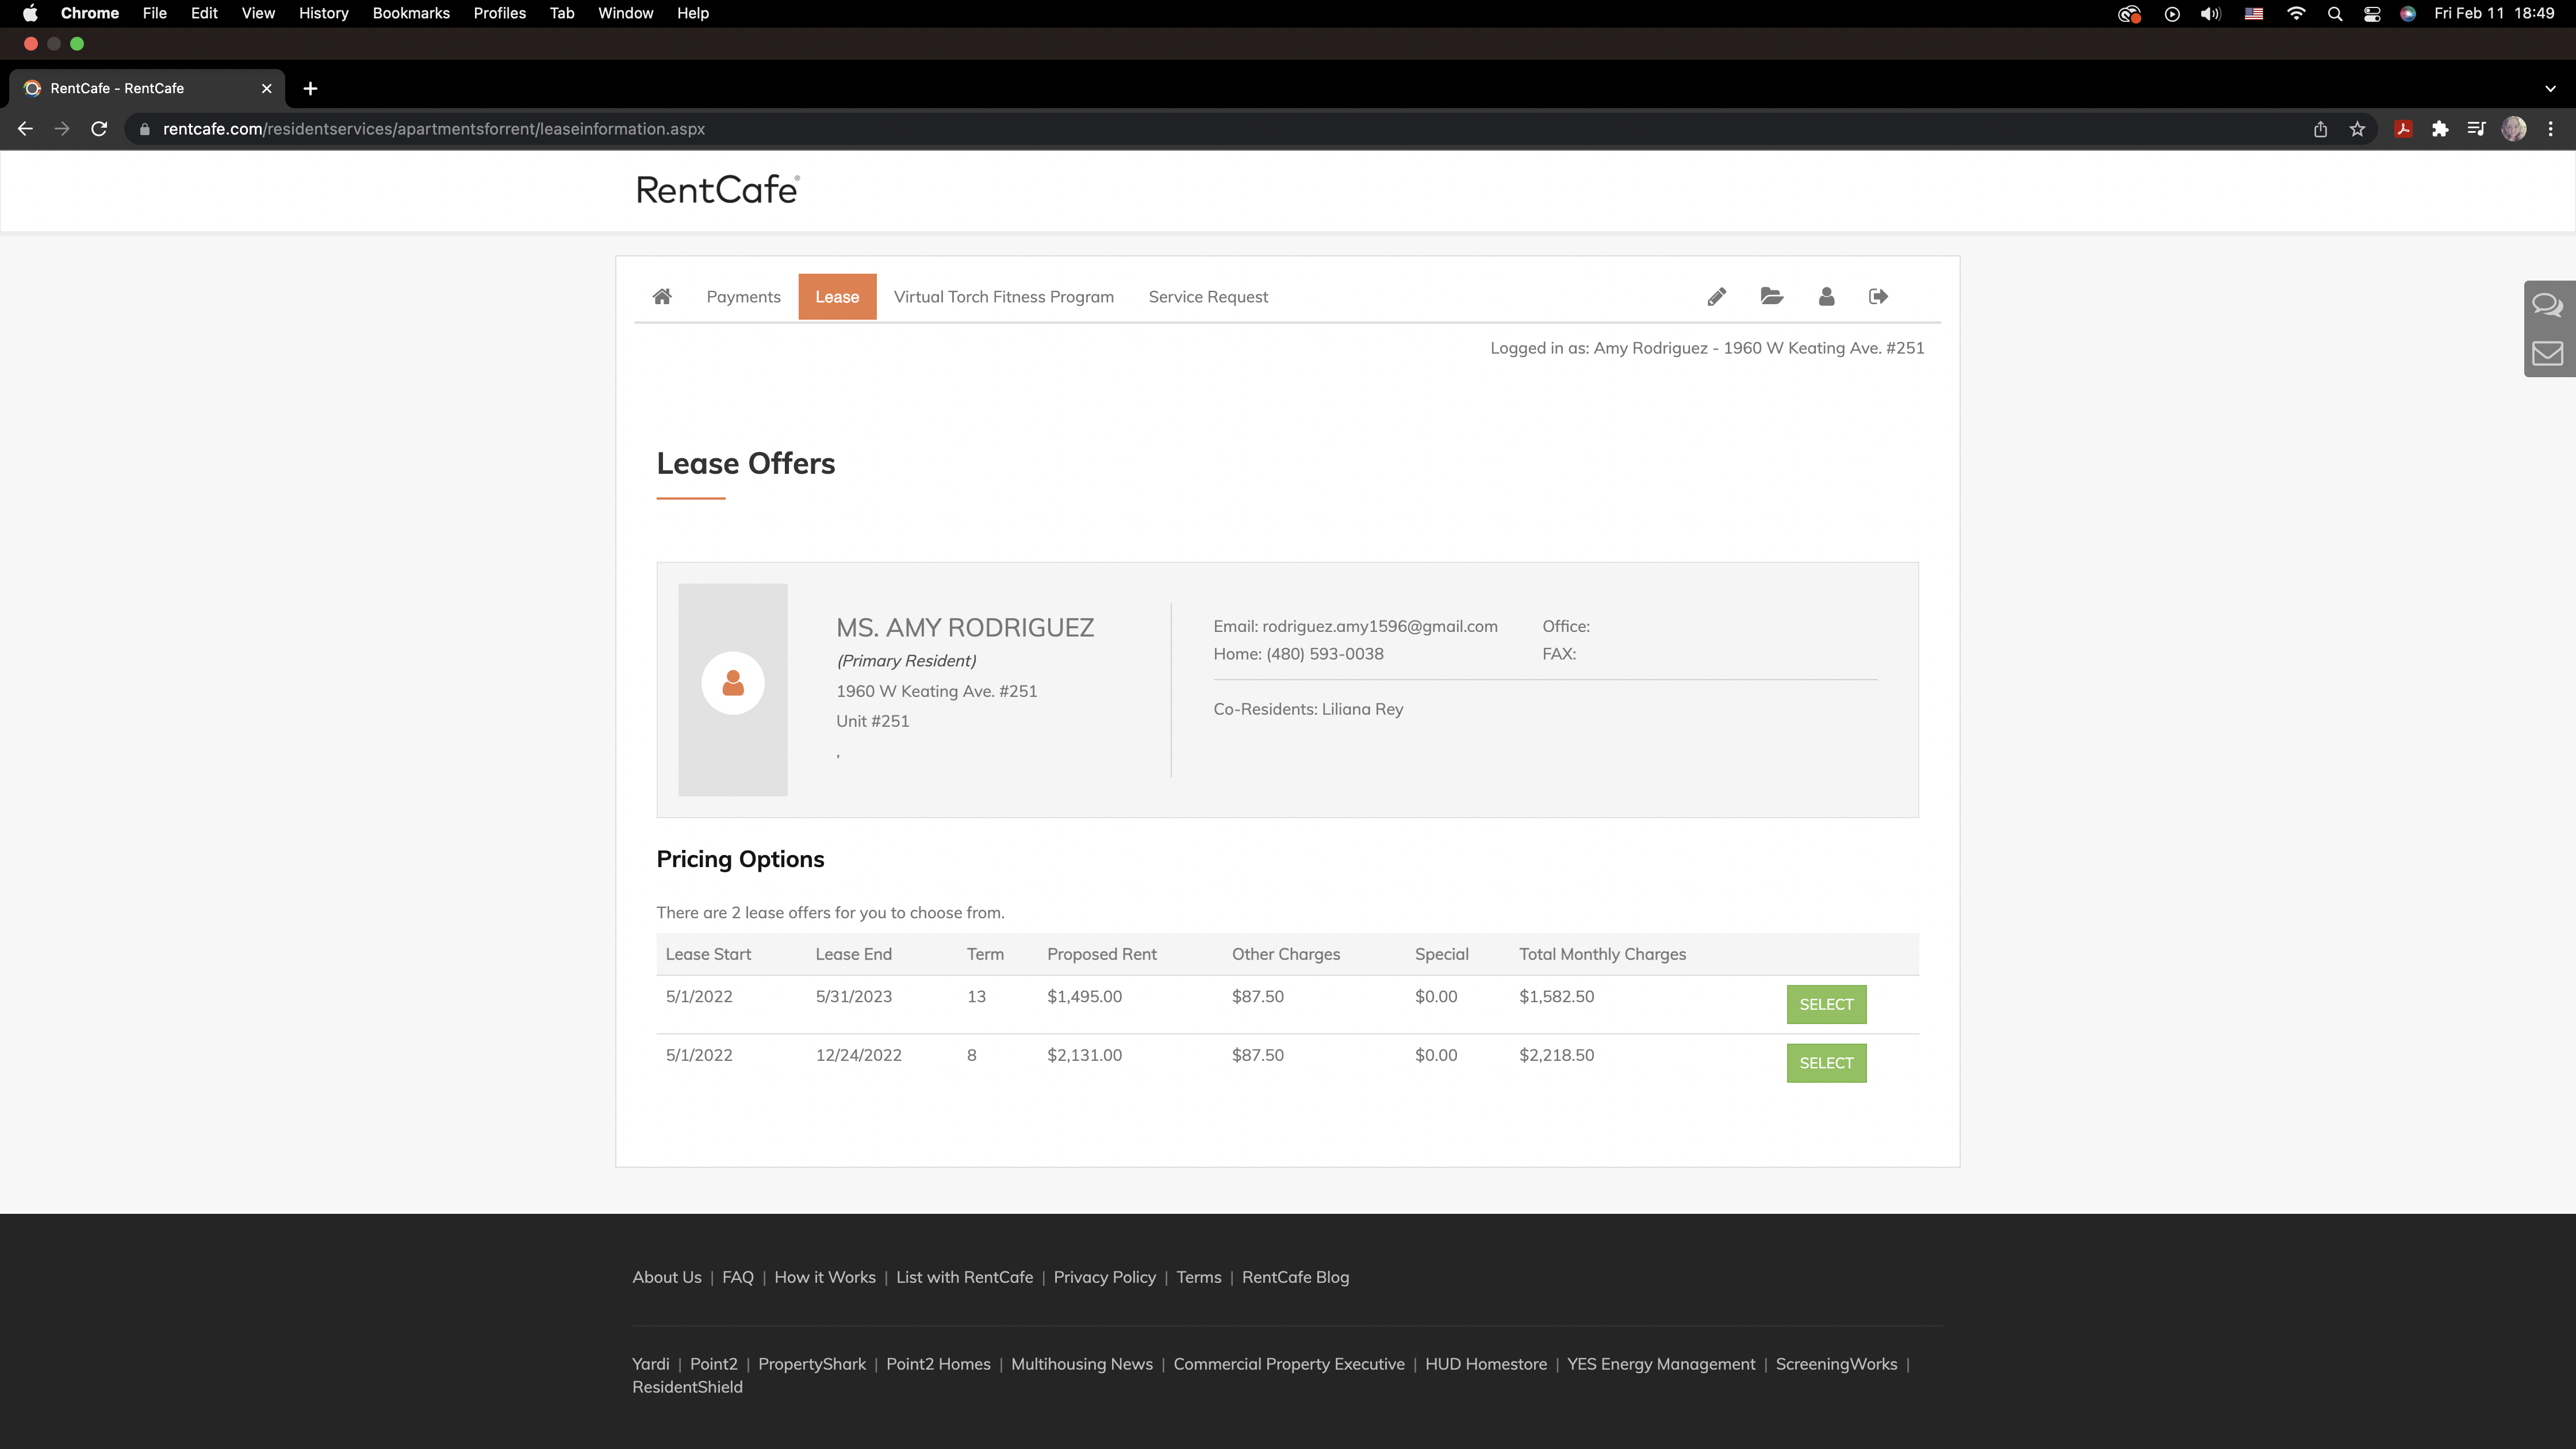 Chrome File Edit View History Bookmarks Profiles Tab Window Help Fri Feb 11 18:49
RentCafe - RentCafe
rentcafe.com/residentservices/apartmentsforrent/leaseinformation.aspx
RentCafe®
Payments Lease Virtual Torch Fitness Program Service Request
Logged in as: Amy Rodriguez - 1960 W Keating Ave. #251
Lease Offers
MS. AMY RODRIGUEZ
(Primary Resident)
1960 W Keating Ave. #251
Unit #251
,
Email: rodriguez.amy1596@gmail.com Office:
Home: (480) 593-0038 FAX:
Co-Residents: Liliana Rey
Pricing Options
There are 2 lease offers for you to choose from.
Lease Start Lease End Term Proposed Rent Other Charges Special Total Monthly Charges
5/1/2022 5/31/2023 13 $1,495.00 $87.50 $0.00 $1,582.50 SELECT
5/1/2022 12/24/2022 8 $2,131.00 $87.50 $0.00 $2,218.50 SELECT
About Us | FAQ | How it Works | List with RentCafe | Privacy Policy | Terms | RentCafe Blog
Yardi | Point2 | PropertyShark | Point2 Homes | Multihousing News | Commercial Property Executive | HUD Homestore | YES Energy Management | ScreeningWorks |
ResidentShield